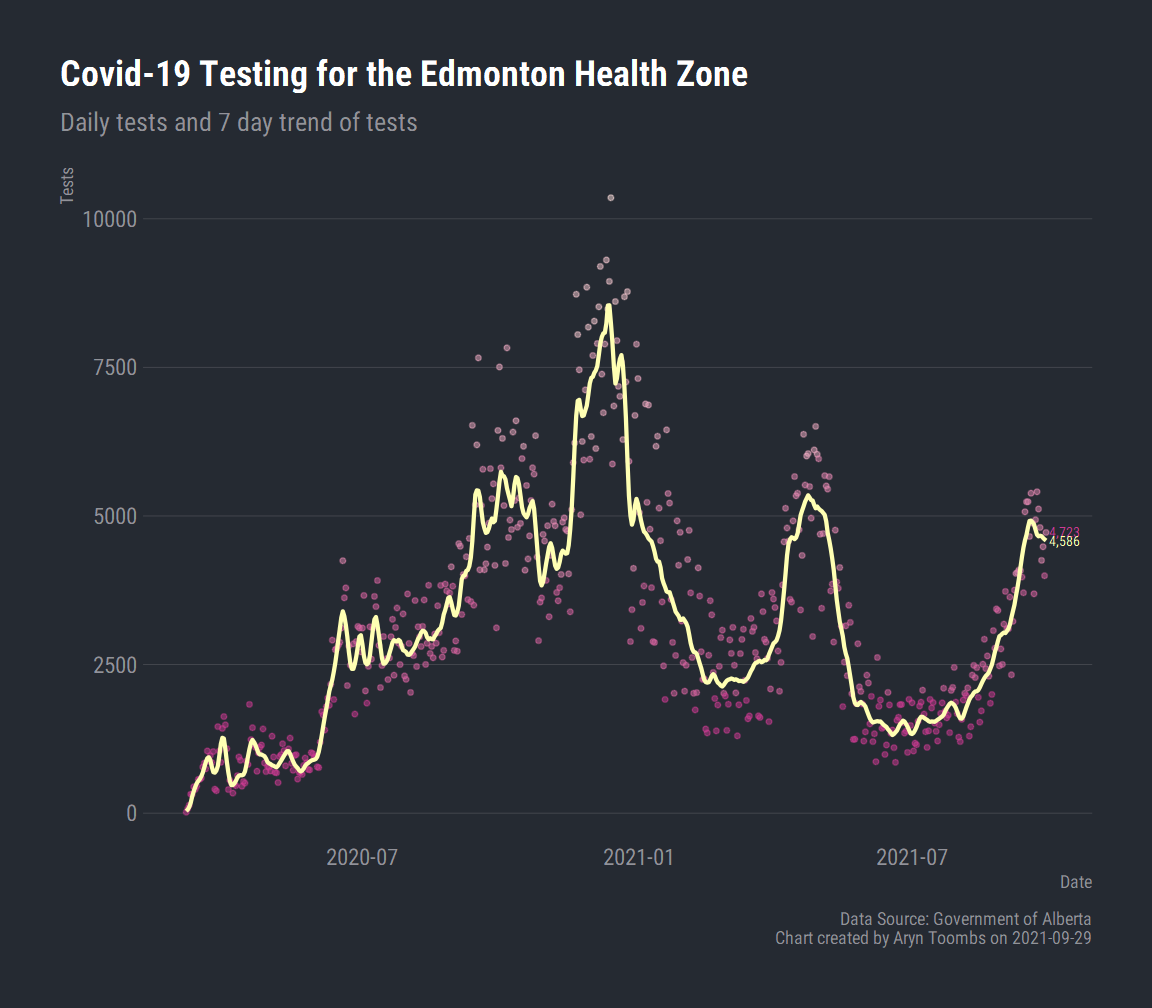 Covid-19 Testing for the Edmonton Health Zone
Daily tests and 7 day trend of tests
Tests
10000
7500
5000
4,723
4,586
2500
0
2020-07
2021-01
2021-07
Date
Data Source: Government of Alberta
Chart created by Aryn Toombs on 2021-09-29